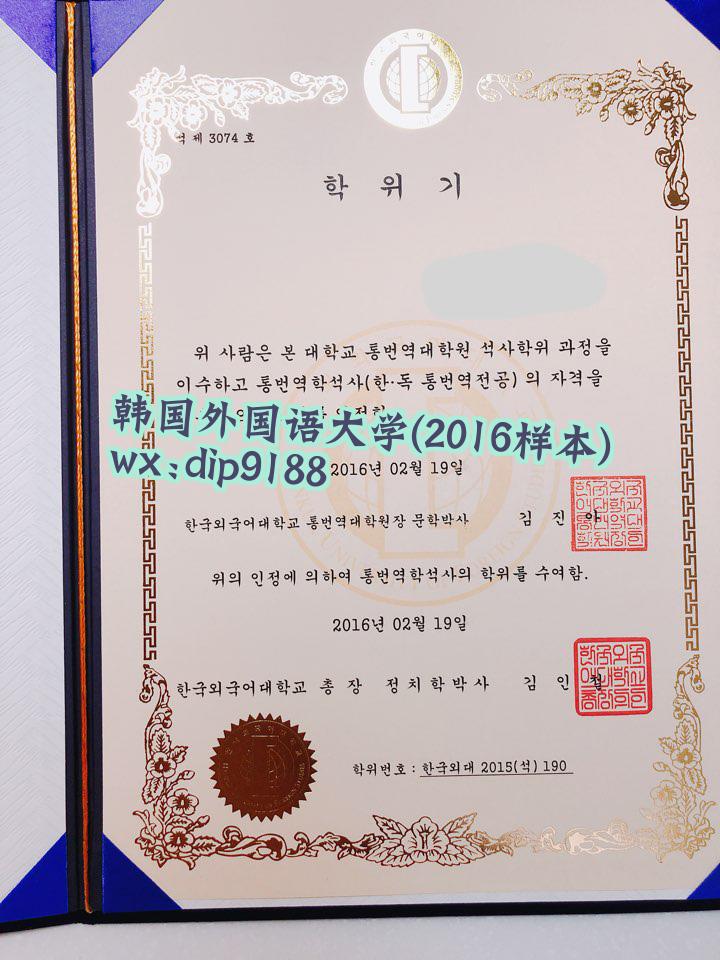 제 3074 호
학 위 기
위 사람은 본 대학교 통번역대학원 석사학위 과정을
이수하고 통번역학석사(한·독 통번역전공) 의 자격을
韩国外国语大学(2016样本)
wx:dip9188
2016년 02월 19일
한국외국어대학교 통번역대학원장 문학박사 김 진 아
위의 인정에 의하여 통번역학석사의 학위를 수여함.
2016년 02월 19일
한국외국어대학교 총 장 정치학박사 김 인 철
학위번호 : 한국외대 2015(석) 190